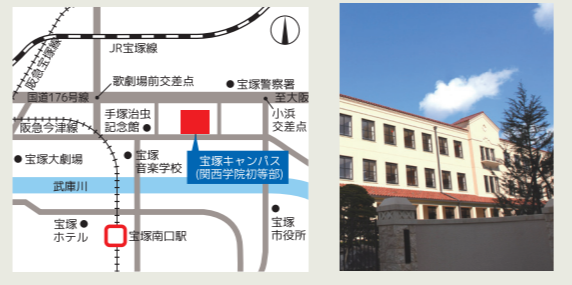 JR宝塚線
阪急宝塚線
歌劇場前交差点
宝塚警察署
国道176号線
至大阪
手塚治虫
記念館
小浜
交差点
阪急今津線
宝塚大劇場
宝塚
音楽学校
宝塚キャンパス
(関西学院初等部)
武庫川
宝塚
ホテル
宝塚南口駅
宝塚
市役所